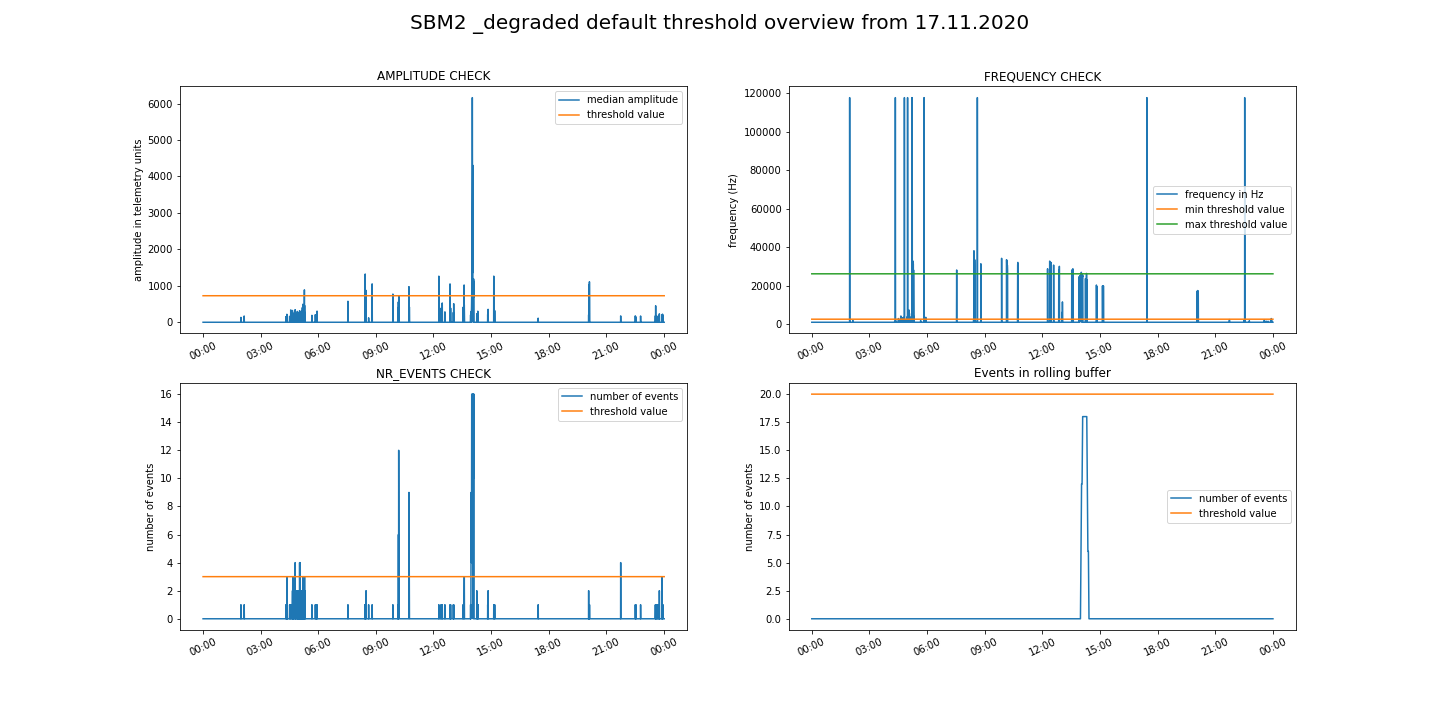 SBM2 _degraded default threshold overview from 17.11.2020
AMPLITUDE CHECK
amplitude in telemetry units
6000
5000
4000
3000
2000
1000
0
median amplitude
threshold value
00:00 03:00 06:00 09:00 12:00 15:00 18:00 21:00 00:00
FREQUENCY CHECK
frequency (Hz)
120000
100000
80000
60000
40000
20000
0
frequency in Hz
min threshold value
max threshold value
00:00 03:00 06:00 09:00 12:00 15:00 18:00 21:00 00:00
NR_EVENTS CHECK
number of events
16
14
12
10
8
6
4
2
0
number of events
threshold value
00:00 03:00 06:00 09:00 12:00 15:00 18:00 21:00 00:00
Events in rolling buffer
number of events
20.0
17.5
15.0
12.5
10.0
7.5
5.0
2.5
0.0
number of events
threshold value
00:00 03:00 06:00 09:00 12:00 15:00 18:00 21:00 00:00